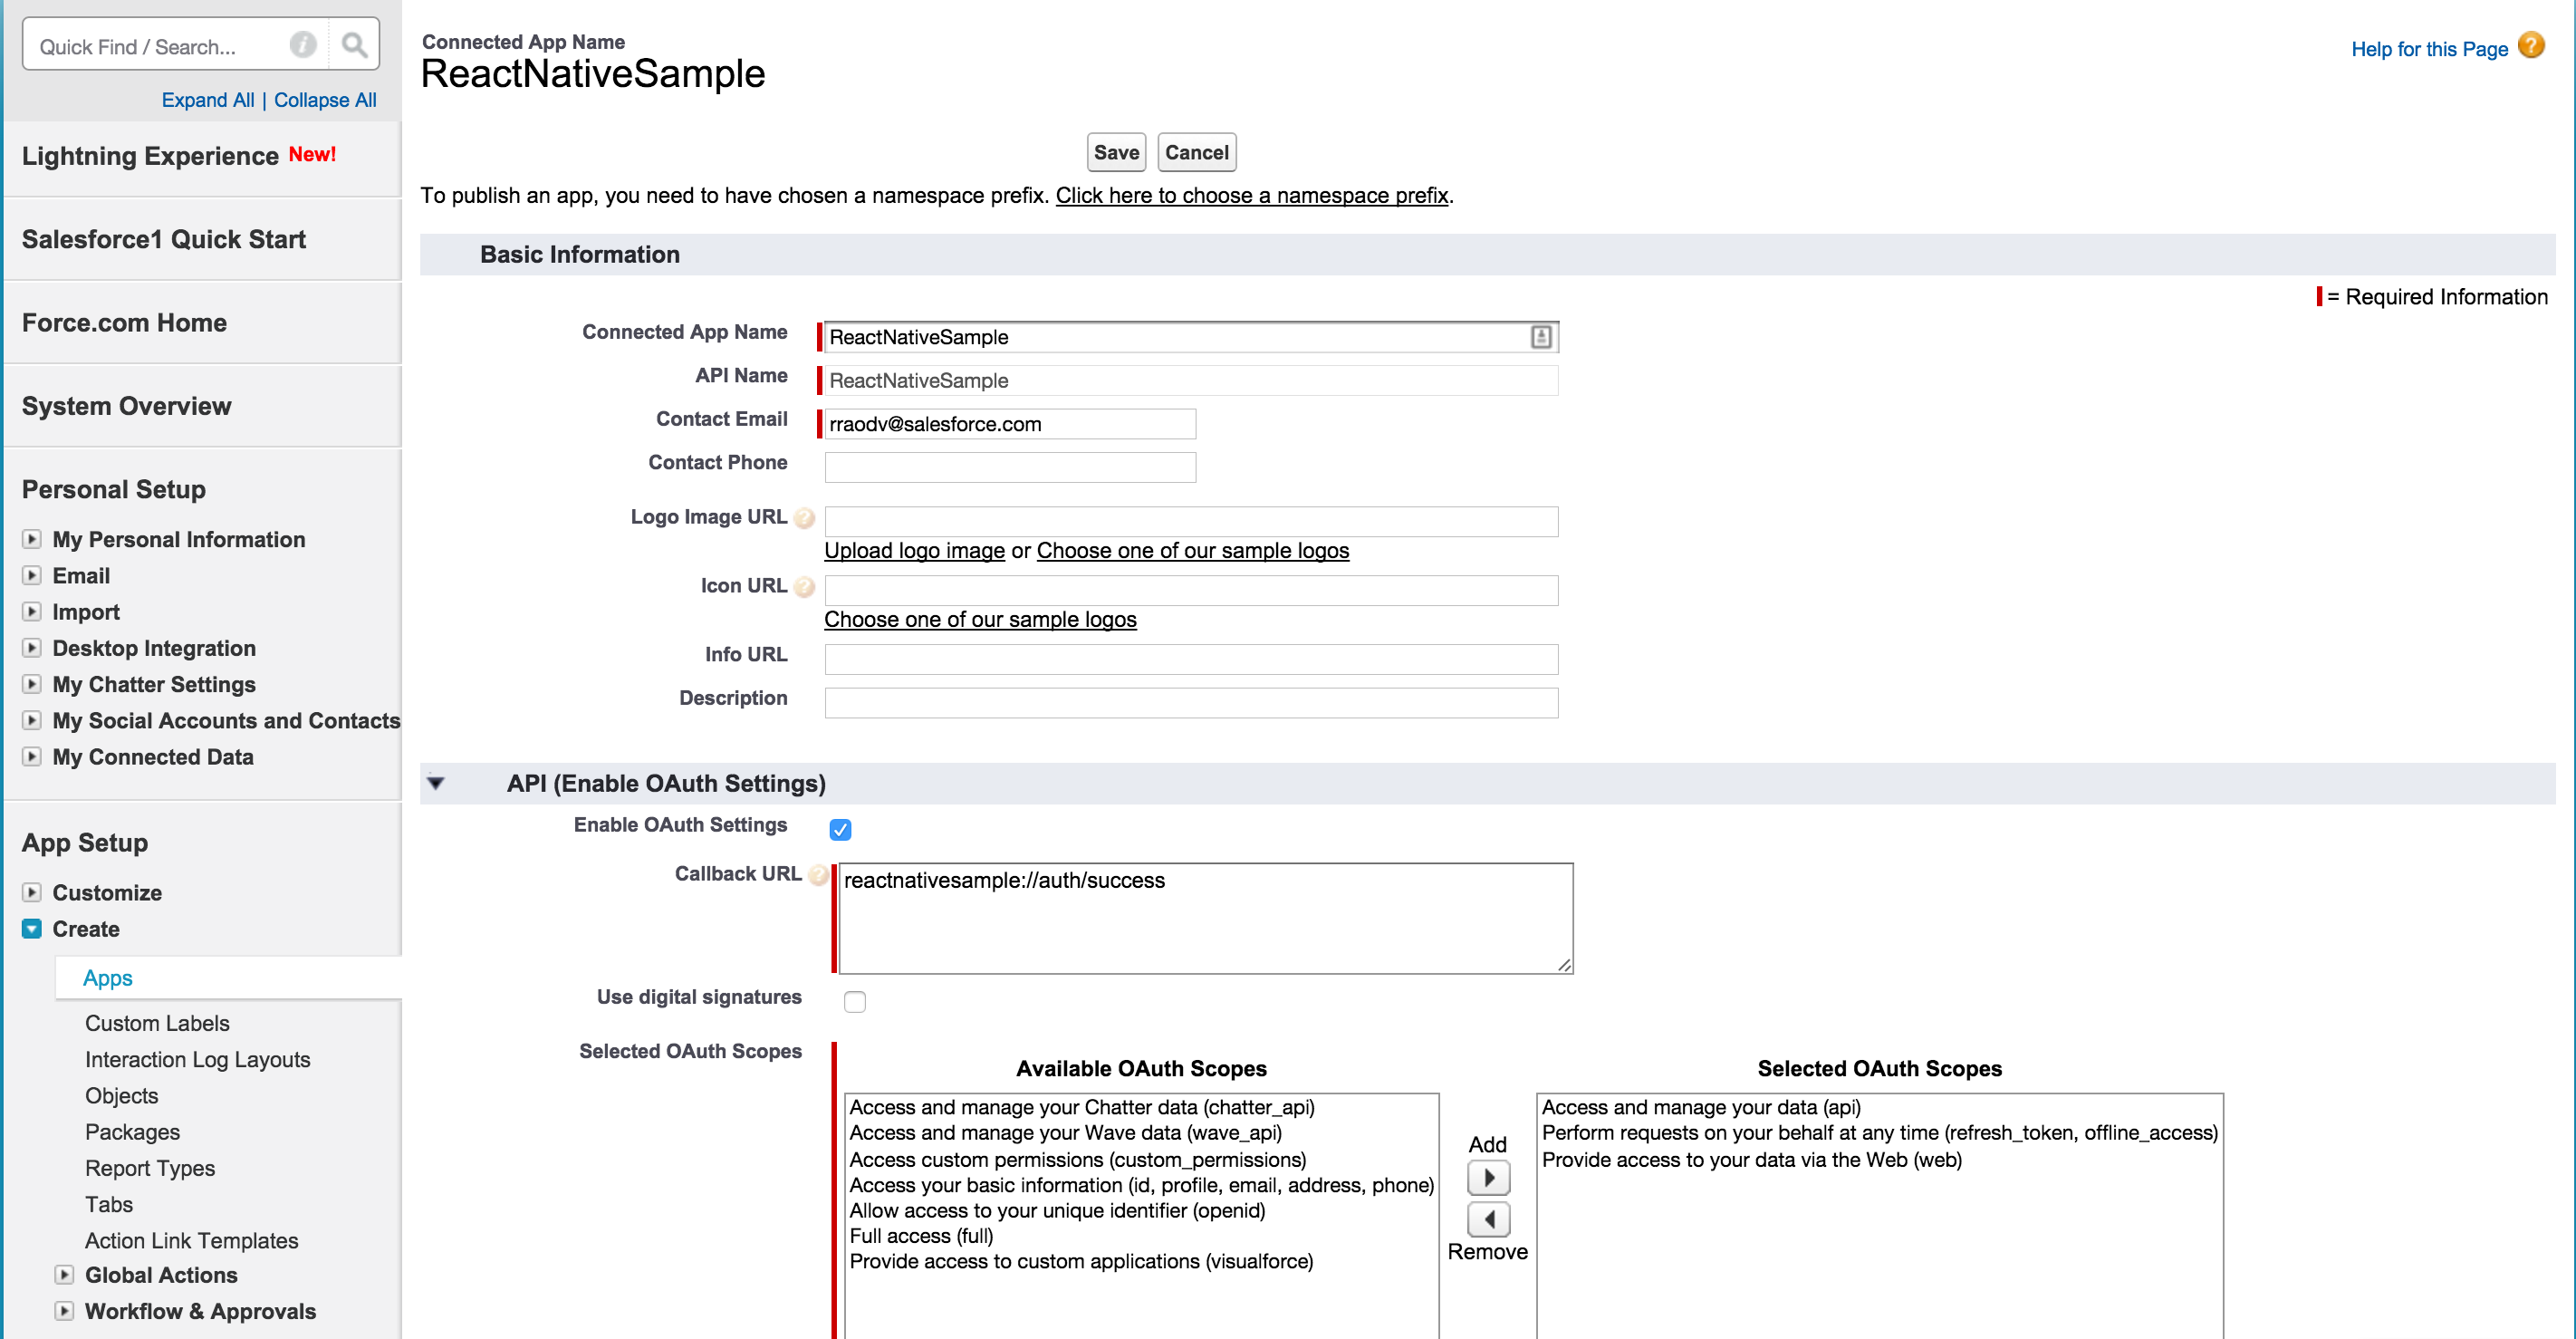 Quick Find / Search...
Expand All | Collapse All
Lightning Experience New!
Salesforce1 Quick Start
Force.com Home
System Overview
Personal Setup
My Personal Information
Email
Import
Desktop Integration
My Chatter Settings
My Social Accounts and Contacts
My Connected Data
App Setup
Customize
Create
Apps
Custom Labels
Interaction Log Layouts
Objects
Packages
Report Types
Tabs
Action Link Templates
Global Actions
Workflow & Approvals
Connected App Name
ReactNativeSample
Help for this Page
Save Cancel
To publish an app, you need to have chosen a namespace prefix. Click here to choose a namespace prefix.
Basic Information
= Required Information
Connected App Name ReactNativeSample
API Name ReactNativeSample
Contact Email rraodv@salesforce.com
Contact Phone
Logo Image URL
Upload logo image or Choose one of our sample logos
Icon URL
Choose one of our sample logos
Info URL
Description
API (Enable OAuth Settings)
Enable OAuth Settings
Callback URL reactnativesample://auth/success
Use digital signatures
Selected OAuth Scopes
Available OAuth Scopes
Access and manage your Chatter data (chatter_api)
Access and manage your Wave data (wave_api)
Access custom permissions (custom_permissions)
Access your basic information (id, profile, email, address, phone)
Allow access to your unique identifier (openid)
Full access (full)
Provide access to custom applications (visualforce)
Add
Remove
Selected OAuth Scopes
Access and manage your data (api)
Perform requests on your behalf at any time (refresh_token, offline_access)
Provide access to your data via the Web (web)